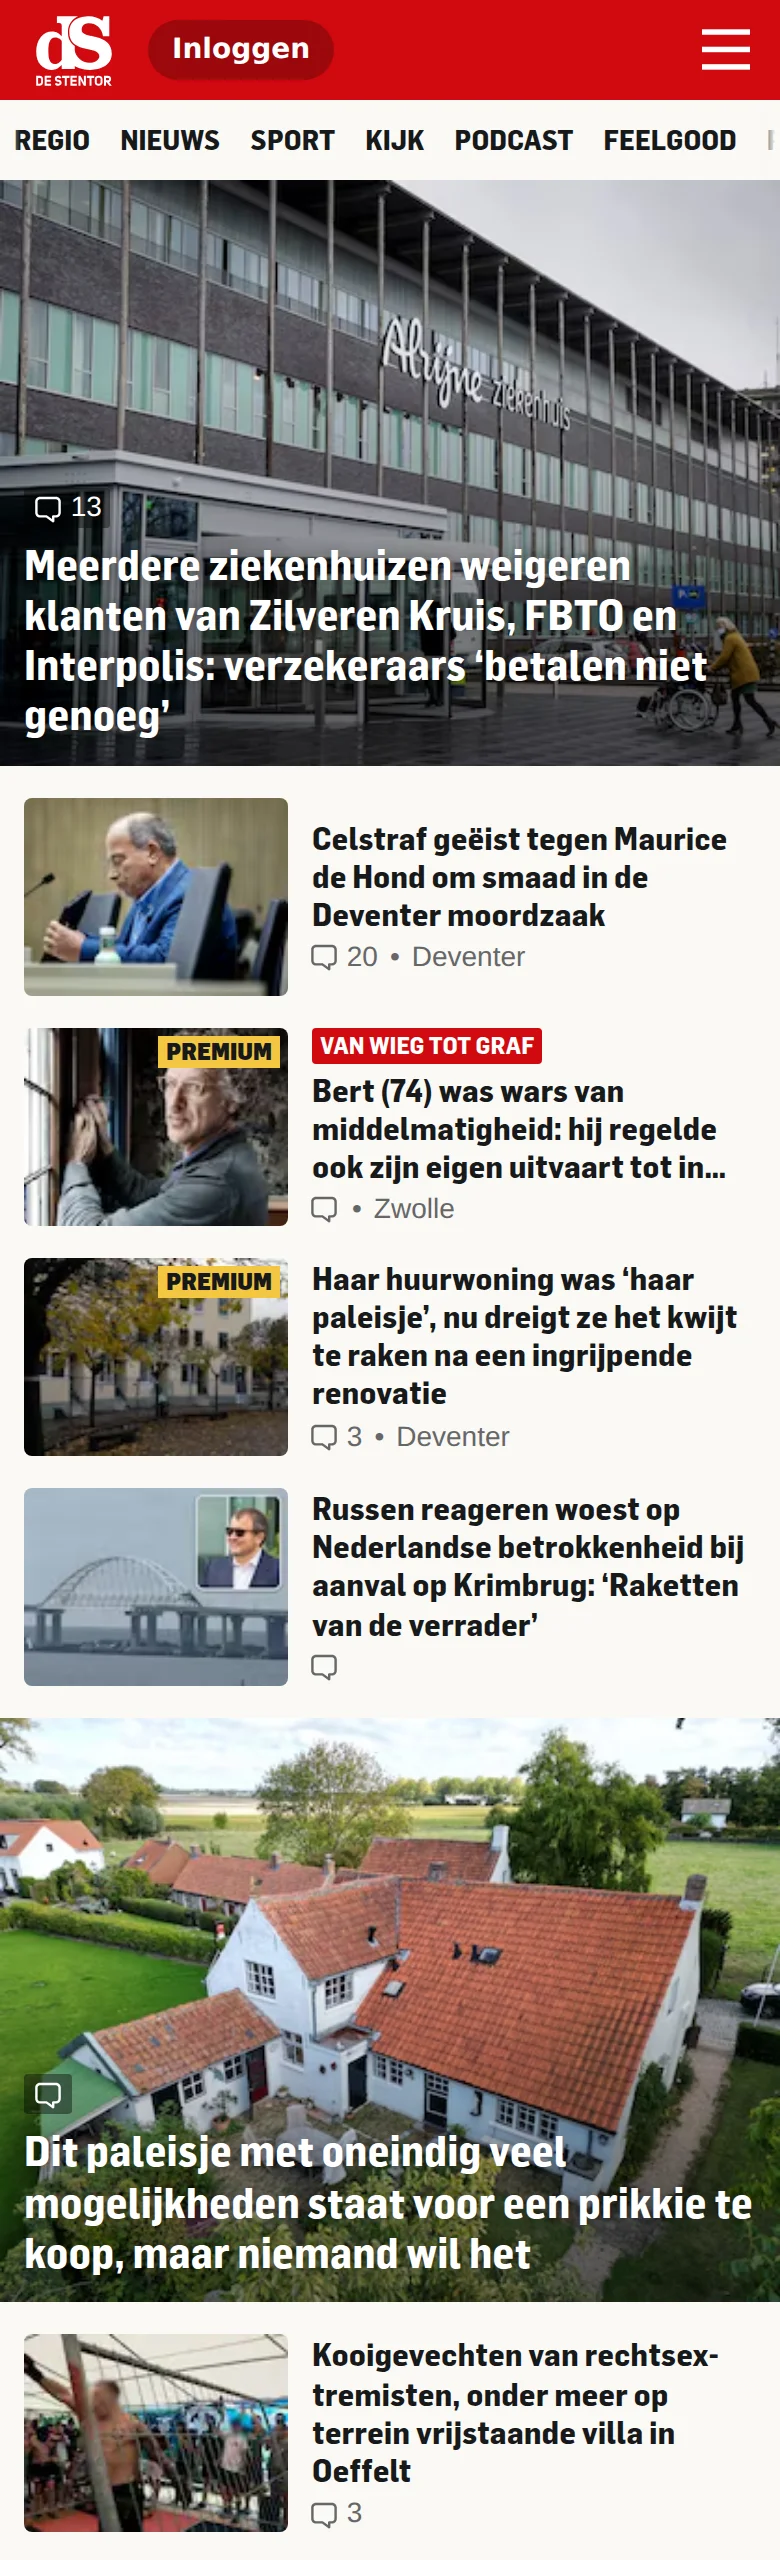 dS
DE STENTOR
Inloggen
REGIO NIEUWS SPORT KIJK PODCAST FEELGOOD
Alrijne ziekenhuis
13
Meerdere ziekenhuizen weigeren
klanten van Zilveren Kruis, FBTO en
Interpolis: verzekeraars ‘betalen niet
genoeg’
Celstraf geëist tegen Maurice
de Hond om smaad in de
Deventer moordzaak
20 • Deventer
PREMIUM
VAN WIEG TOT GRAF
Bert (74) was wars van
middelmatigheid: hij regelde
ook zijn eigen uitvaart tot in...
• Zwolle
PREMIUM
Haar huurwoning was ‘haar
paleisje’, nu dreigt ze het kwijt
te raken na een ingrijpende
renovatie
3 • Deventer
Russen reageren woest op
Nederlandse betrokkenheid bij
aanval op Krimbrug: ‘Raketten
van de verrader’
Dit paleisje met oneindig veel
mogelijkheden staat voor een prikkie te
koop, maar niemand wil het
Kooigevechten van rechtsex-
tremisten, onder meer op
terrein vrijstaande villa in
Oeffelt
3